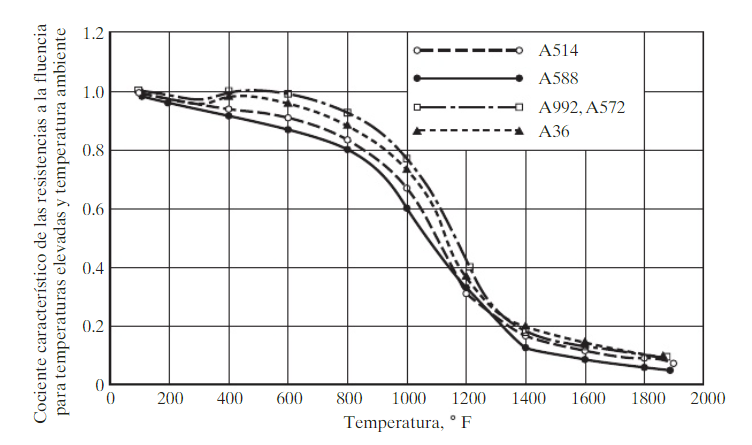 Cociente característico de las resistencias a la fluencia
para temperaturas elevadas y temperatura ambiente
1.2
1.0
0.8
0.6
0.4
0.2
0
A514
A588
A992, A572
A36
0 200 400 600 800 1000 1200 1400 1600 1800 2000
Temperatura, ° F